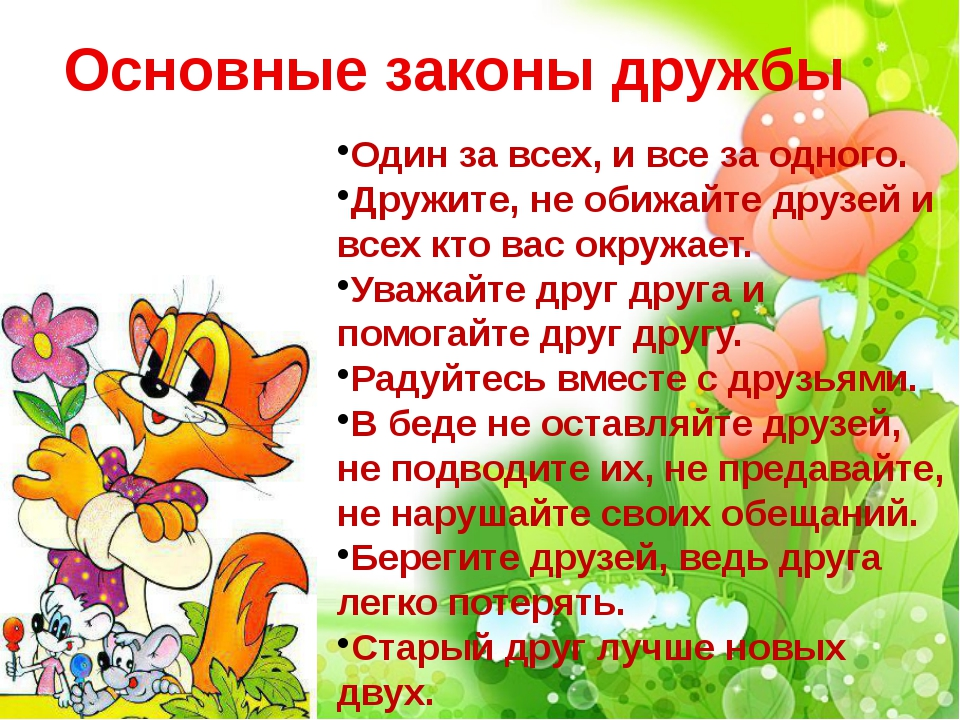 Основные законы дружбы
•Один за всех, и все за одного.
•Дружите, не обижайте друзей и
всех кто вас окружает.
•Уважайте друг друга и
помогайте друг другу.
•Радуйтесь вместе с друзьями.
•В беде не оставляйте друзей,
не подводите их, не предавайте,
не нарушайте своих обещаний.
•Берегите друзей, ведь друга
легко потерять.
•Старый друг лучше новых
двух.